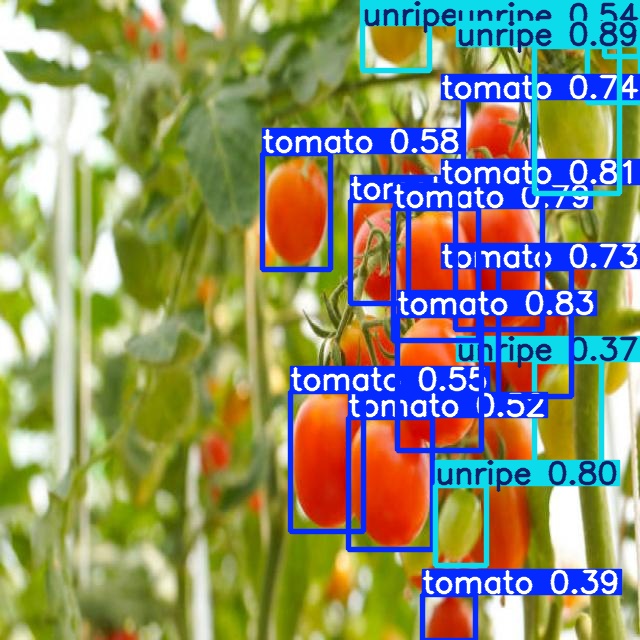 unripe
unripe 0.54
unripe 0.89
tomato 0.74
tomato 0.58
tomato 0.81
tomato 0.79
tomato 0.73
tomato 0.83
unripe 0.37
tomato 0.55
tomato 0.52
unripe 0.80
tomato 0.39